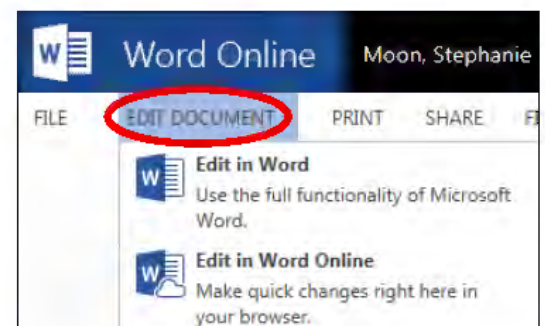 Word Online Moon, Stephanie
FILE EDIT DOCUMENT PRINT SHARE
Edit in Word
Use the full functionality of Microsoft
Word.
Edit in Word Online
Make quick changes right here in
your browser.